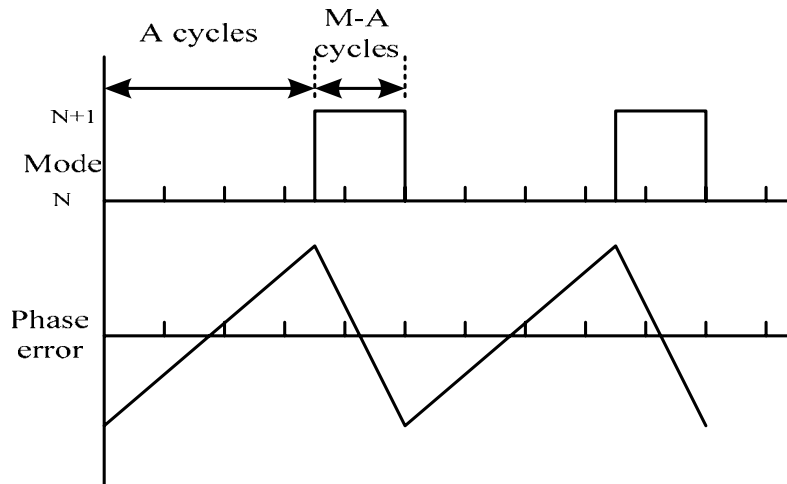 A cycles
M-A
cycles
N+1
Mode
N
Phase
error